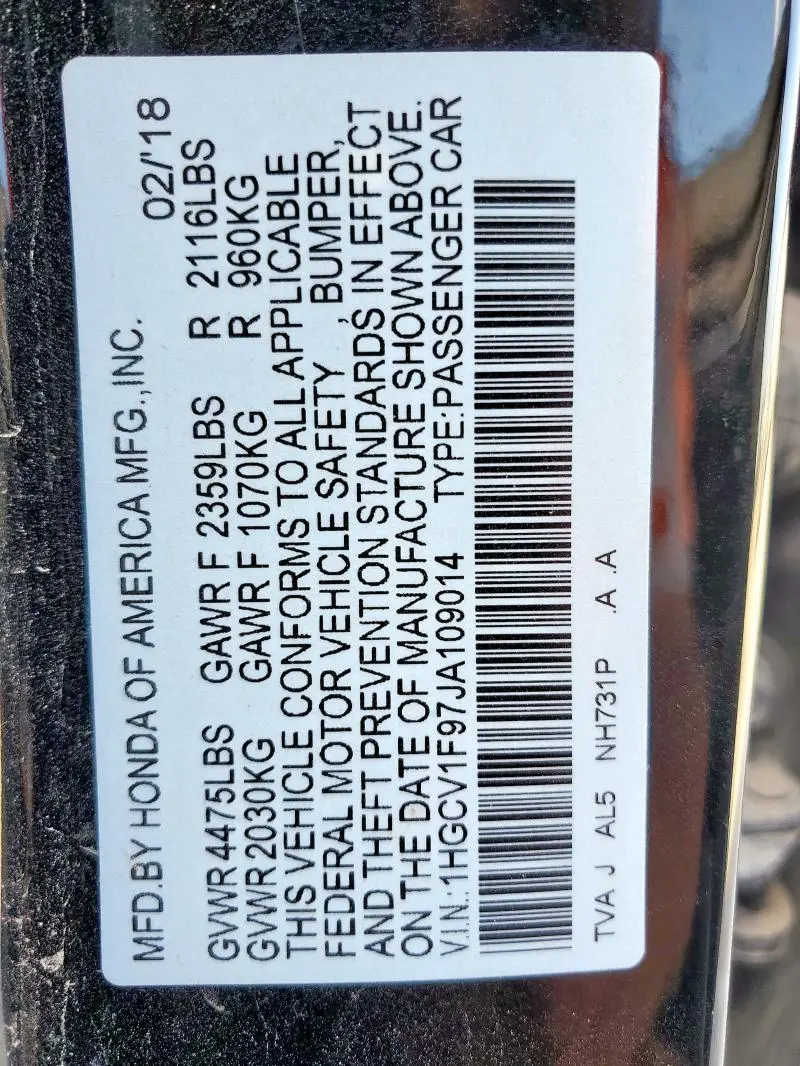 MFD.BY HONDA OF AMERICA MFG.,INC.
02/'18
GVWR 4475LBS GAWR F 2359LBS R 2116LBS
GVWR 2030KG GAWR F 1070KG R 960KG
THIS VEHICLE CONFORMS TO ALL APPLICABLE
FEDERAL MOTOR VEHICLE SAFETY , BUMPER,
AND THEFT PREVENTION STANDARDS IN EFFECT
ON THE DATE OF MANUFACTURE SHOWN ABOVE.
V.I.N.:1HGCV1F97JA109014 TYPE:PASSENGER CAR
TVA J AL5 NH731P .A .A